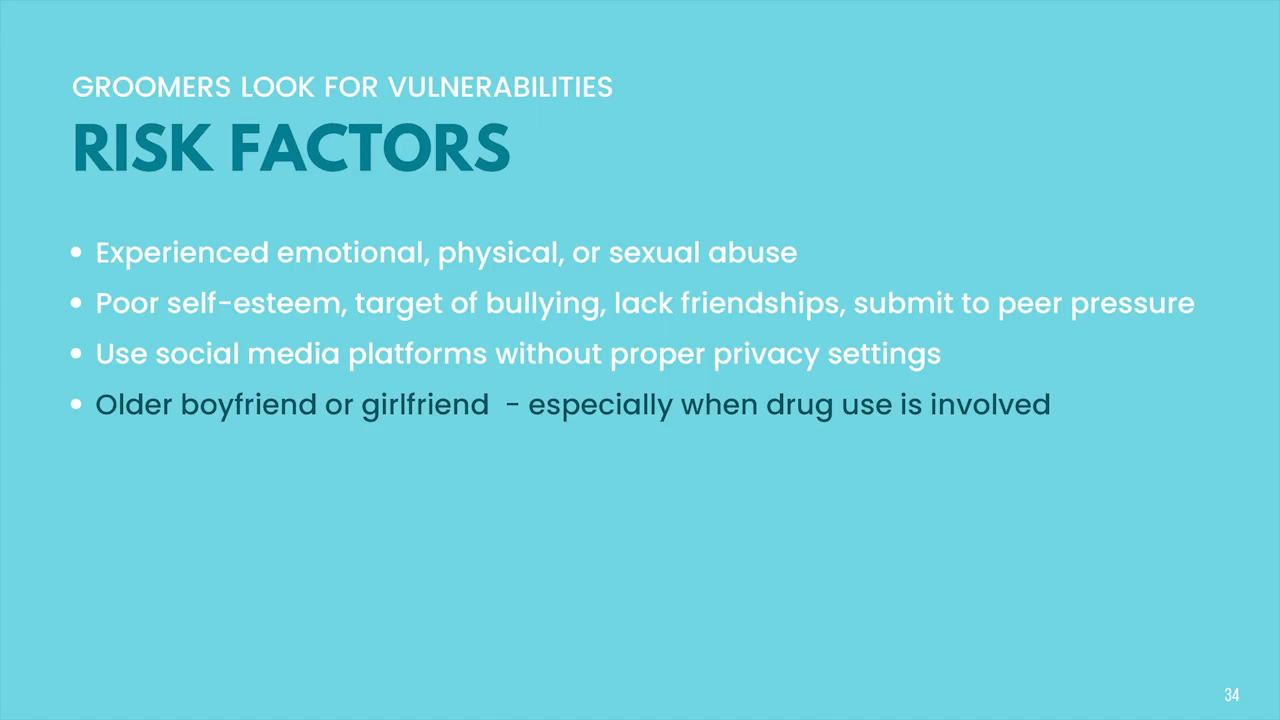 GROOMERS LOOK FOR VULNERABILITIES
RISK FACTORS
• Experienced emotional, physical, or sexual abuse
• Poor self-esteem, target of bullying, lack friendships, submit to peer pressure
• Use social media platforms without proper privacy settings
• Older boyfriend or girlfriend - especially when drug use is involved
34